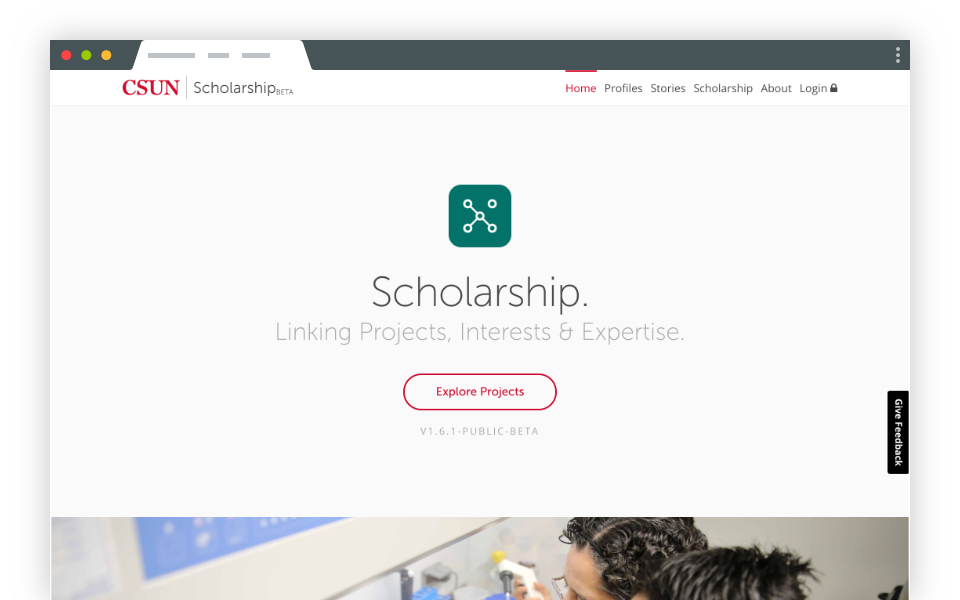 CSUN ScholarshipBETA
Home Profiles Stories Scholarship About Login
Scholarship.
Linking Projects, Interests & Expertise.
Explore Projects
V1.6.1-PUBLIC-BETA
Give Feedback